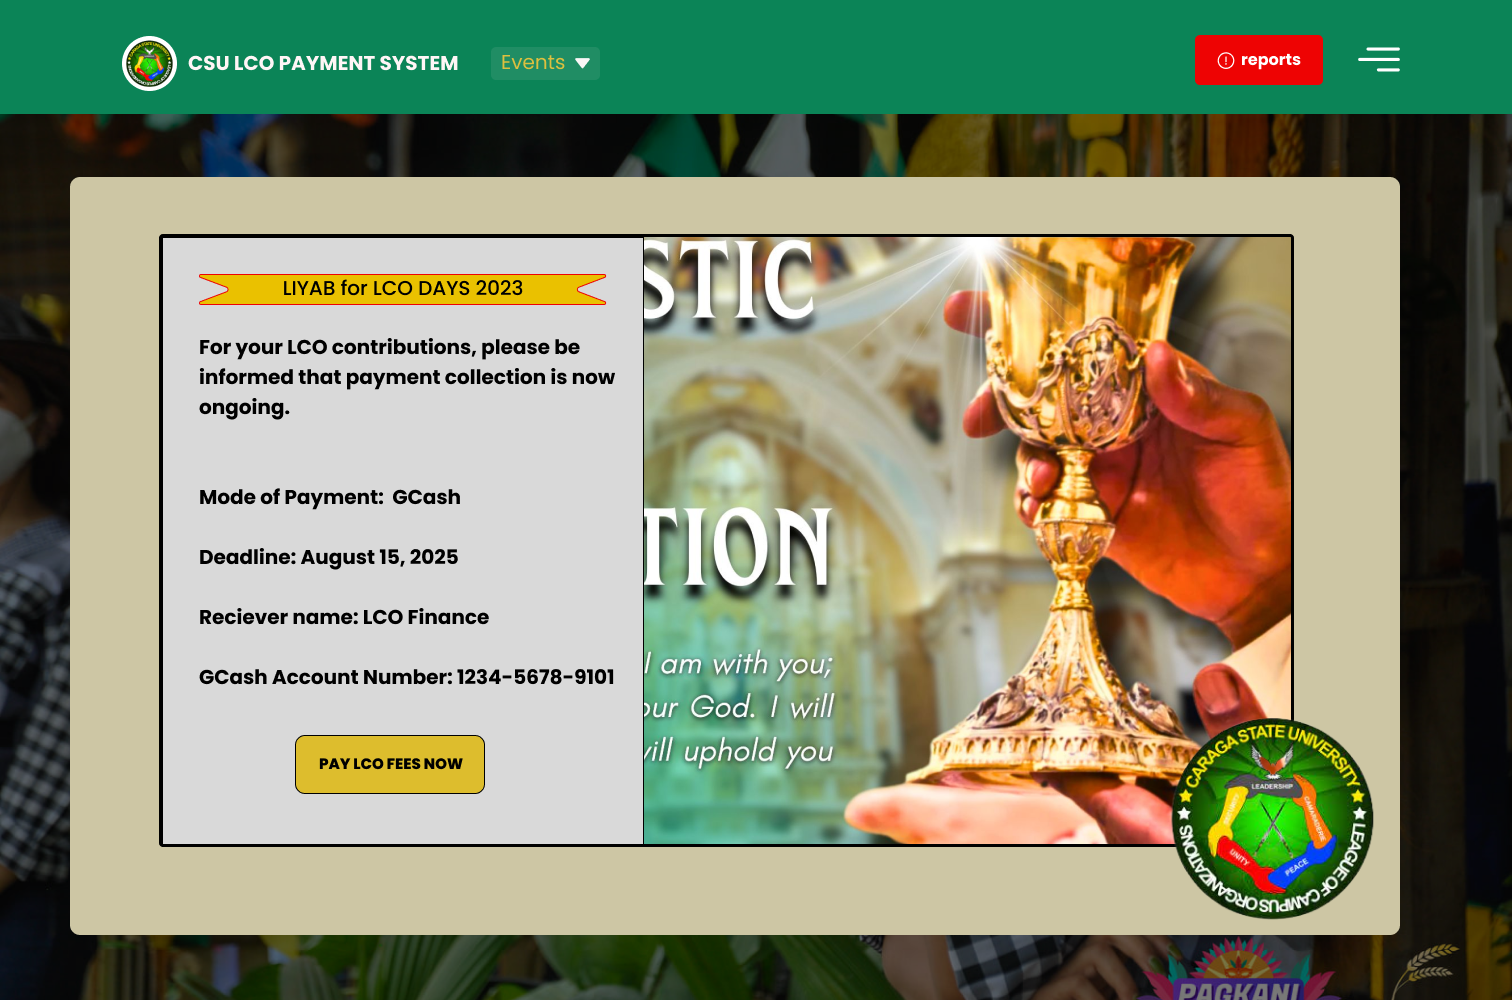 CSU LCO PAYMENT SYSTEM
Events
reports
LIYAB for LCO DAYS 2023
For your LCO contributions, please be
informed that payment collection is now
ongoing.
Mode of Payment:  GCash
Deadline: August 15, 2025
Reciever name: LCO Finance
GCash Account Number: 1234-5678-9101
PAY LCO FEES NOW
STIC
TION
I am with you;
our God. I will
will uphold you
CARAGA STATE UNIVERSITY
LEAGUE OF CAMPUS ORGANIZATIONS
LEADERSHIP
CAMARADERIE
PEACE
UNITY
PAGKANI